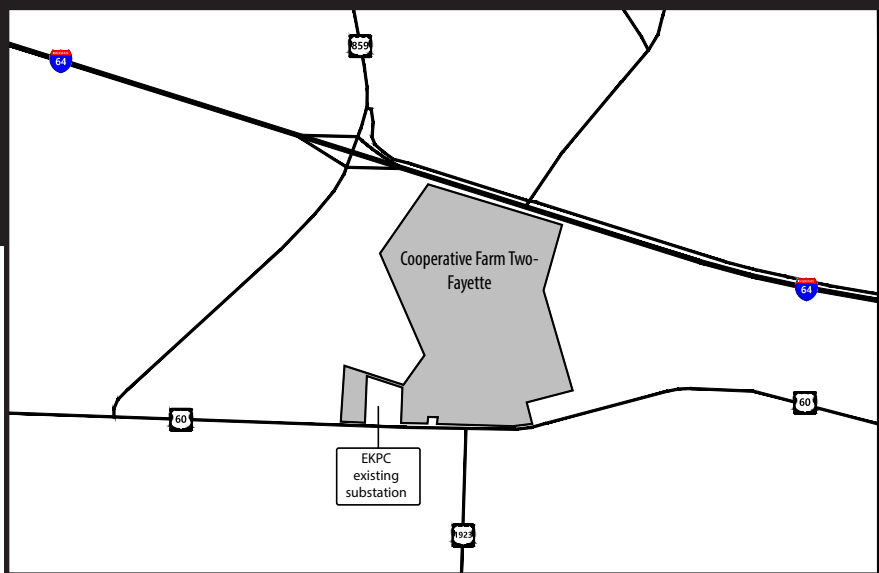 859
64
Cooperative Farm Two-
Fayette
64
60
60
EKPC
existing
substation
1923